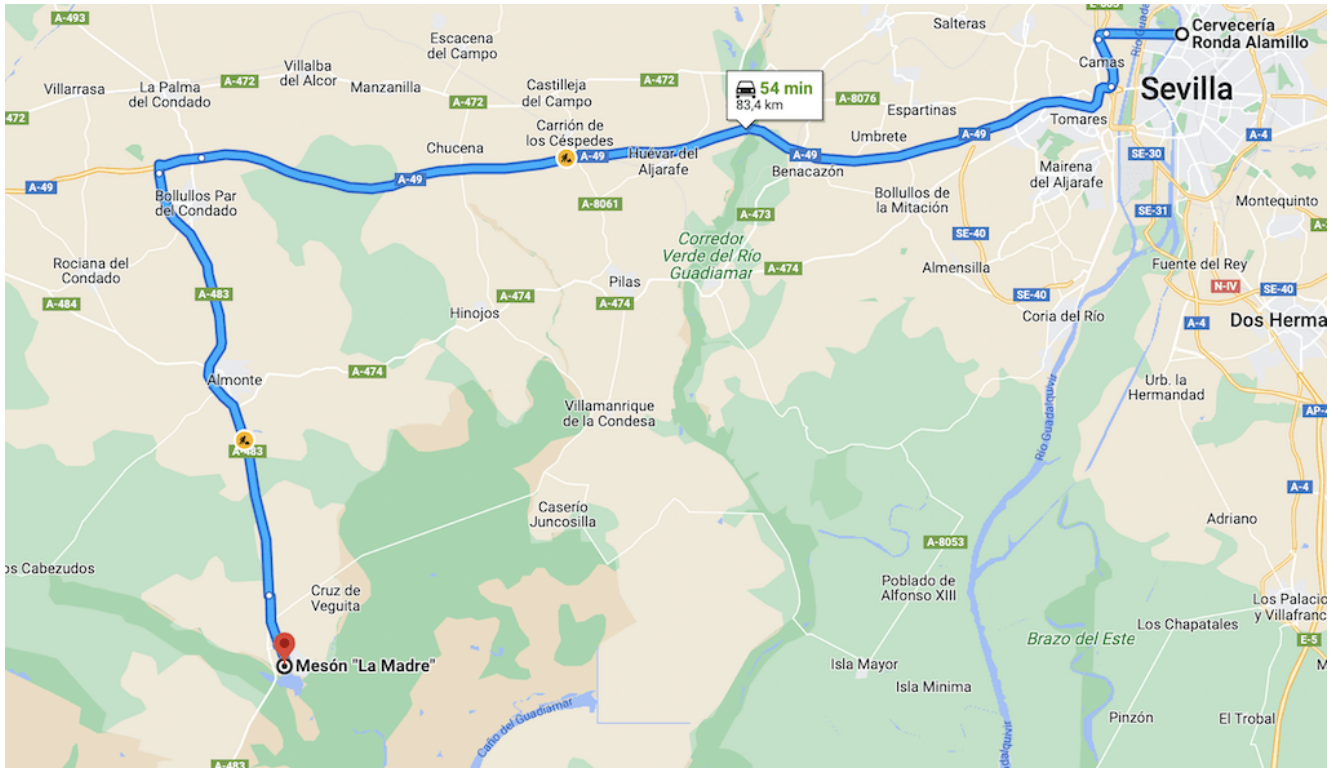 A-493
Salteras
Cervecería
Ronda Alamillo
Escacena
del Campo
Camas
Villalba
del Alcor
A-472
A-472
54 min
83,4 km
Villarrasa
La Palma
del Condado
Manzanilla
Castilleja
del Campo
A-8076
Espartinas
Sevilla
A-472
A-472
Carrión de
los Céspedes
Umbrete
A-49
Tomares
A-4
Chucena
A-49
Huévar del
Aljarafe
A-49
Benacazón
SE-30
Mairena
del Aljarafe
A-49
A-49
Bollullos Par
del Condado
A-8061
A-473
Bollullos de
la Mitación
SE-31
Montequinto
Corredor
Verde del Río
Guadiamar
SE-40
Rociana del
Condado
A-474
Almensilla
Fuente del Rey
Pilas
N-IV
A-483
A-484
A-474
A-474
SE-40
SE-40
Hinojos
Coria del Río
A-4
Dos Herma
A-474
Almonte
Urb. la
Hermandad
Villamanrique
de la Condesa
Río Guadalquivir
A-483
A-4
Caserío
Juncosilla
Adriano
A-8053
os Cabezudos
Cruz de
Veguita
Poblado de
Alfonso XIII
Los Palacio
y Villafranc
Los Chapatales
Brazo del Este
E-5
Mesón "La Madre"
Isla Mayor
Isla Minima
Caño del Guadiamar
Pinzón
El Trobal
A-483